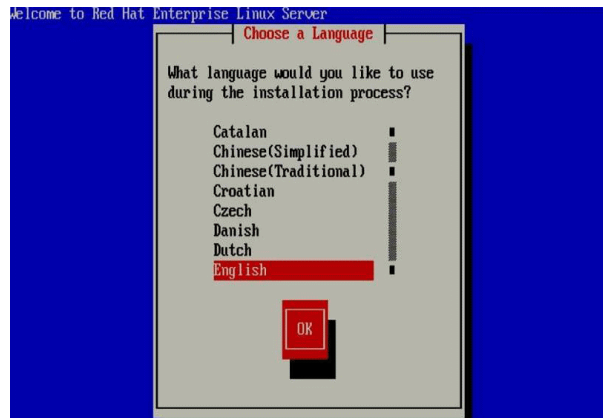 Welcome to Red Hat Enterprise Linux Server
Choose a Language
What language would you like to use
during the installation process?
Catalan
Chinese(Simplified)
Chinese(Traditional)
Croatian
Czech
Danish
Dutch
English
OK